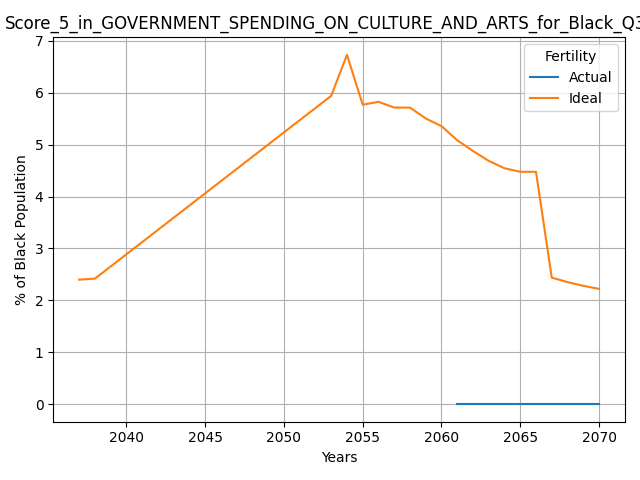 Score_5_in_GOVERNMENT_SPENDING_ON_CULTURE_AND_ARTS_for_Black_Q3
7
6
5
4
3
2
1
0
% of Black Population
Fertility
Actual
Ideal
2040 2045 2050 2055 2060 2065 2070
Years